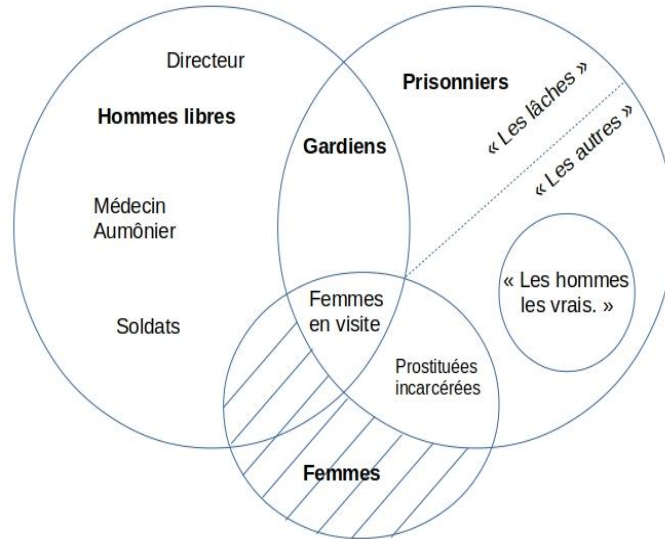 Directeur
Prisonniers
« Les lâches »
Hommes libres
Gardiens
« Les autres »
Médecin
Aumônier
« Les hommes
les vrais. »
Femmes
en visite
Soldats
Prostituées
incarcérées
Femmes